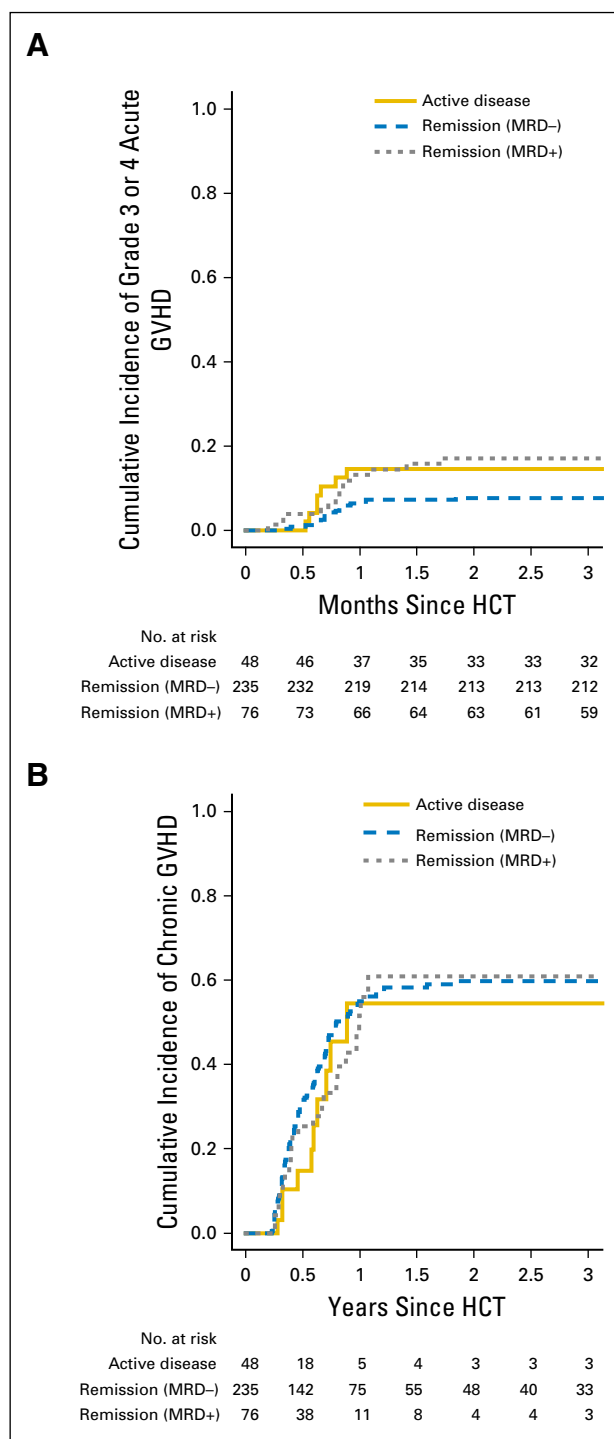 A
Cumulative Incidence of Grade 3 or 4 Acute
GVHD
1.0
0.8
0.6
0.4
0.2
0.0
Active disease
Remission (MRD–)
Remission (MRD+)
0 0.5 1 1.5 2 2.5 3
Months Since HCT
No. at risk
Active disease 48 46 37 35 33 33 32
Remission (MRD–) 235 232 219 214 213 213 212
Remission (MRD+) 76 73 66 64 63 61 59
B
Cumulative Incidence of Chronic GVHD
1.0
0.8
0.6
0.4
0.2
0.0
Active disease
Remission (MRD–)
Remission (MRD+)
0 0.5 1 1.5 2 2.5 3
Years Since HCT
No. at risk
Active disease 48 18 5 4 3 3 3
Remission (MRD–) 235 142 75 55 48 40 33
Remission (MRD+) 76 38 11 8 4 4 3